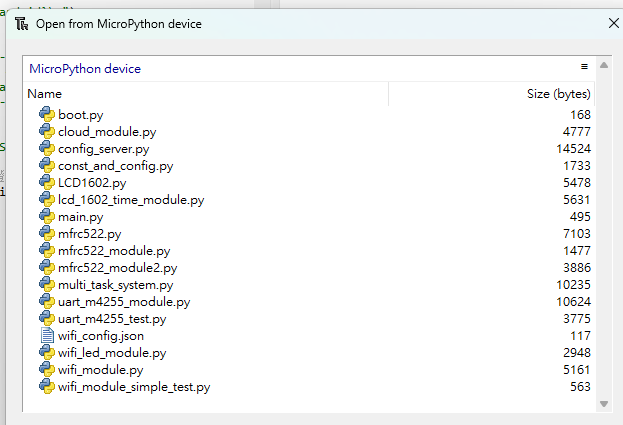 Open from MicroPython device
MicroPython device
Name Size (bytes)
boot.py 168
cloud_module.py 4777
config_server.py 14524
const_and_config.py 1733
LCD1602.py 5478
lcd_1602_time_module.py 5631
main.py 495
mfrc522.py 7103
mfrc522_module.py 1477
mfrc522_module2.py 3886
multi_task_system.py 10235
uart_m4255_module.py 10624
uart_m4255_test.py 3775
wifi_config.json 117
wifi_led_module.py 2948
wifi_module.py 5161
wifi_module_simple_test.py 563